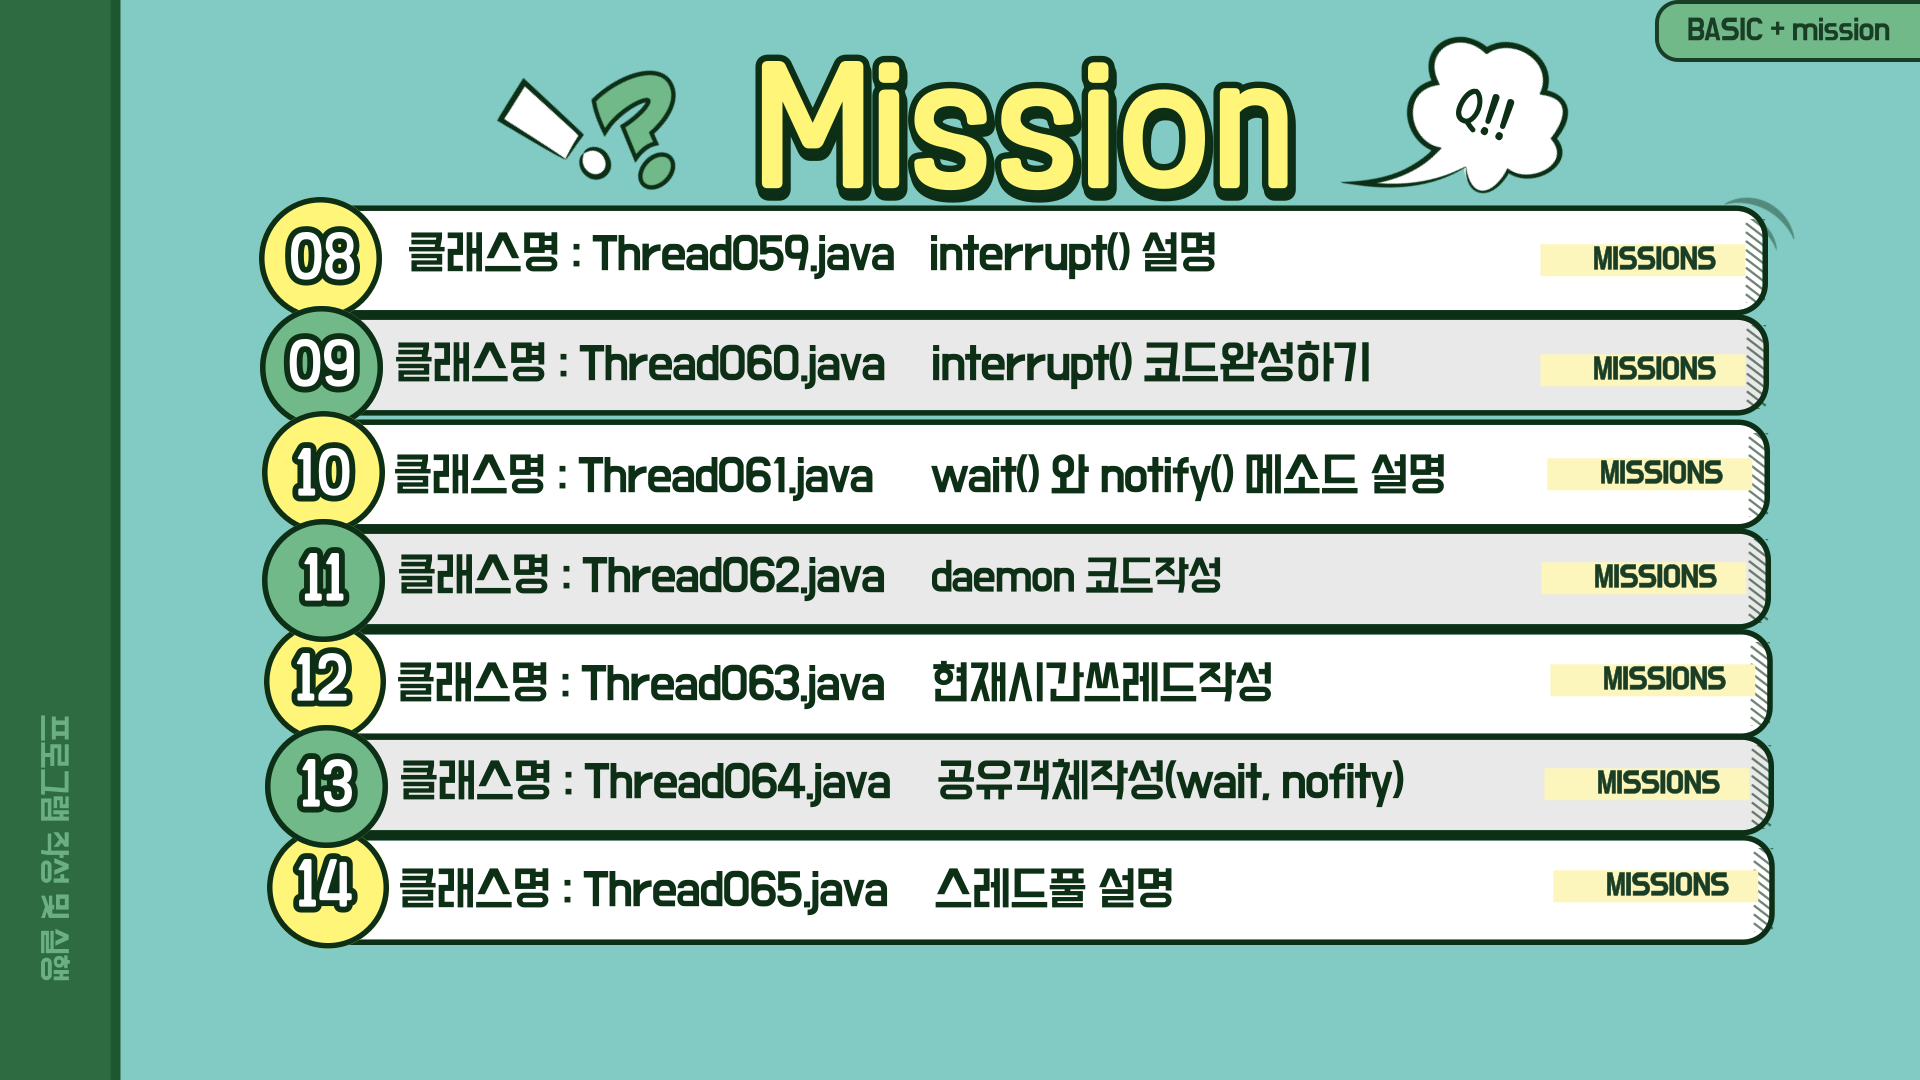 BASIC + mission
!?
Mission
Q!!
08 클래스명 : Thread059.java interrupt() 설명 MISSIONS
09 클래스명 : Thread060.java interrupt() 코드완성하기 MISSIONS
10 클래스명 : Thread061.java wait() 와 notify() 메소드 설명 MISSIONS
11 클래스명 : Thread062.java daemon 코드작성 MISSIONS
12 클래스명 : Thread063.java 현재시간쓰레드작성 MISSIONS
13 클래스명 : Thread064.java 공유객체작성(wait, nofity) MISSIONS
14 클래스명 : Thread065.java 스레드풀 설명 MISSIONS
프로그램 작성 및 실행